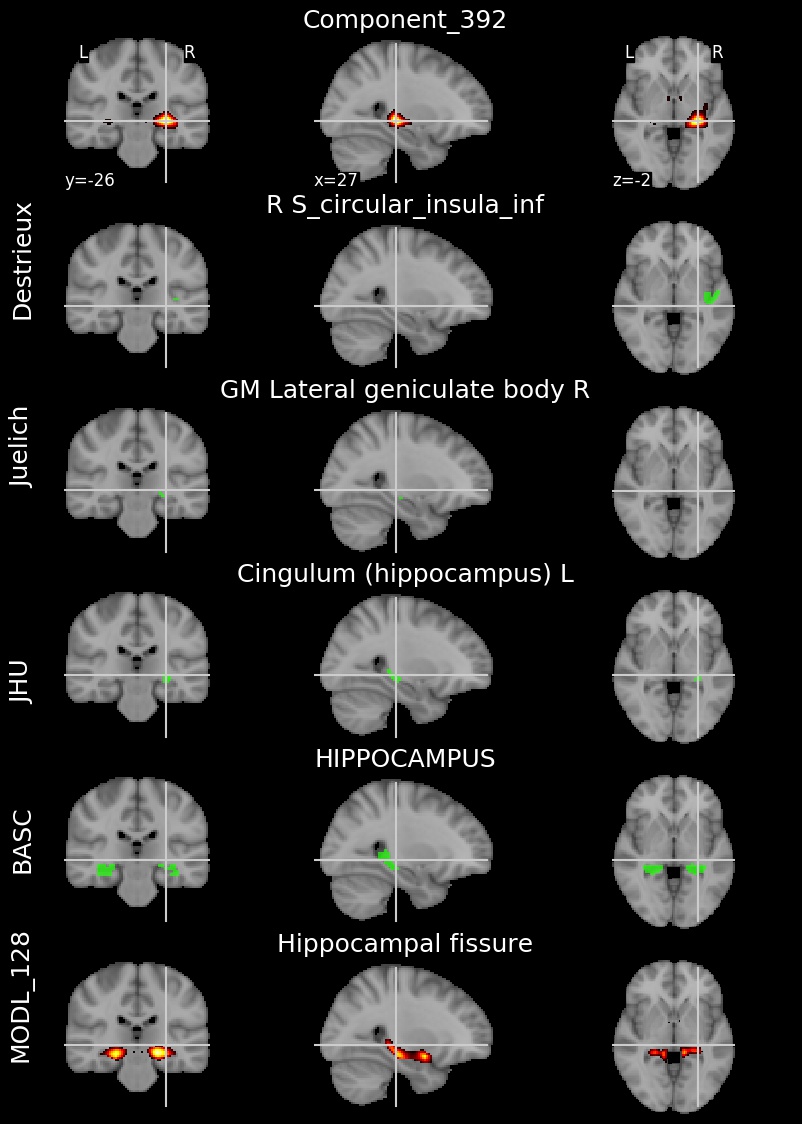 Component_392
L R L R
y=-26 x=27 z=-2
Destrieux
R S_circular_insula_inf
Juelich
GM Lateral geniculate body R
JHU
Cingulum (hippocampus) L
BASC
HIPPOCAMPUS
MODL_128
Hippocampal fissure